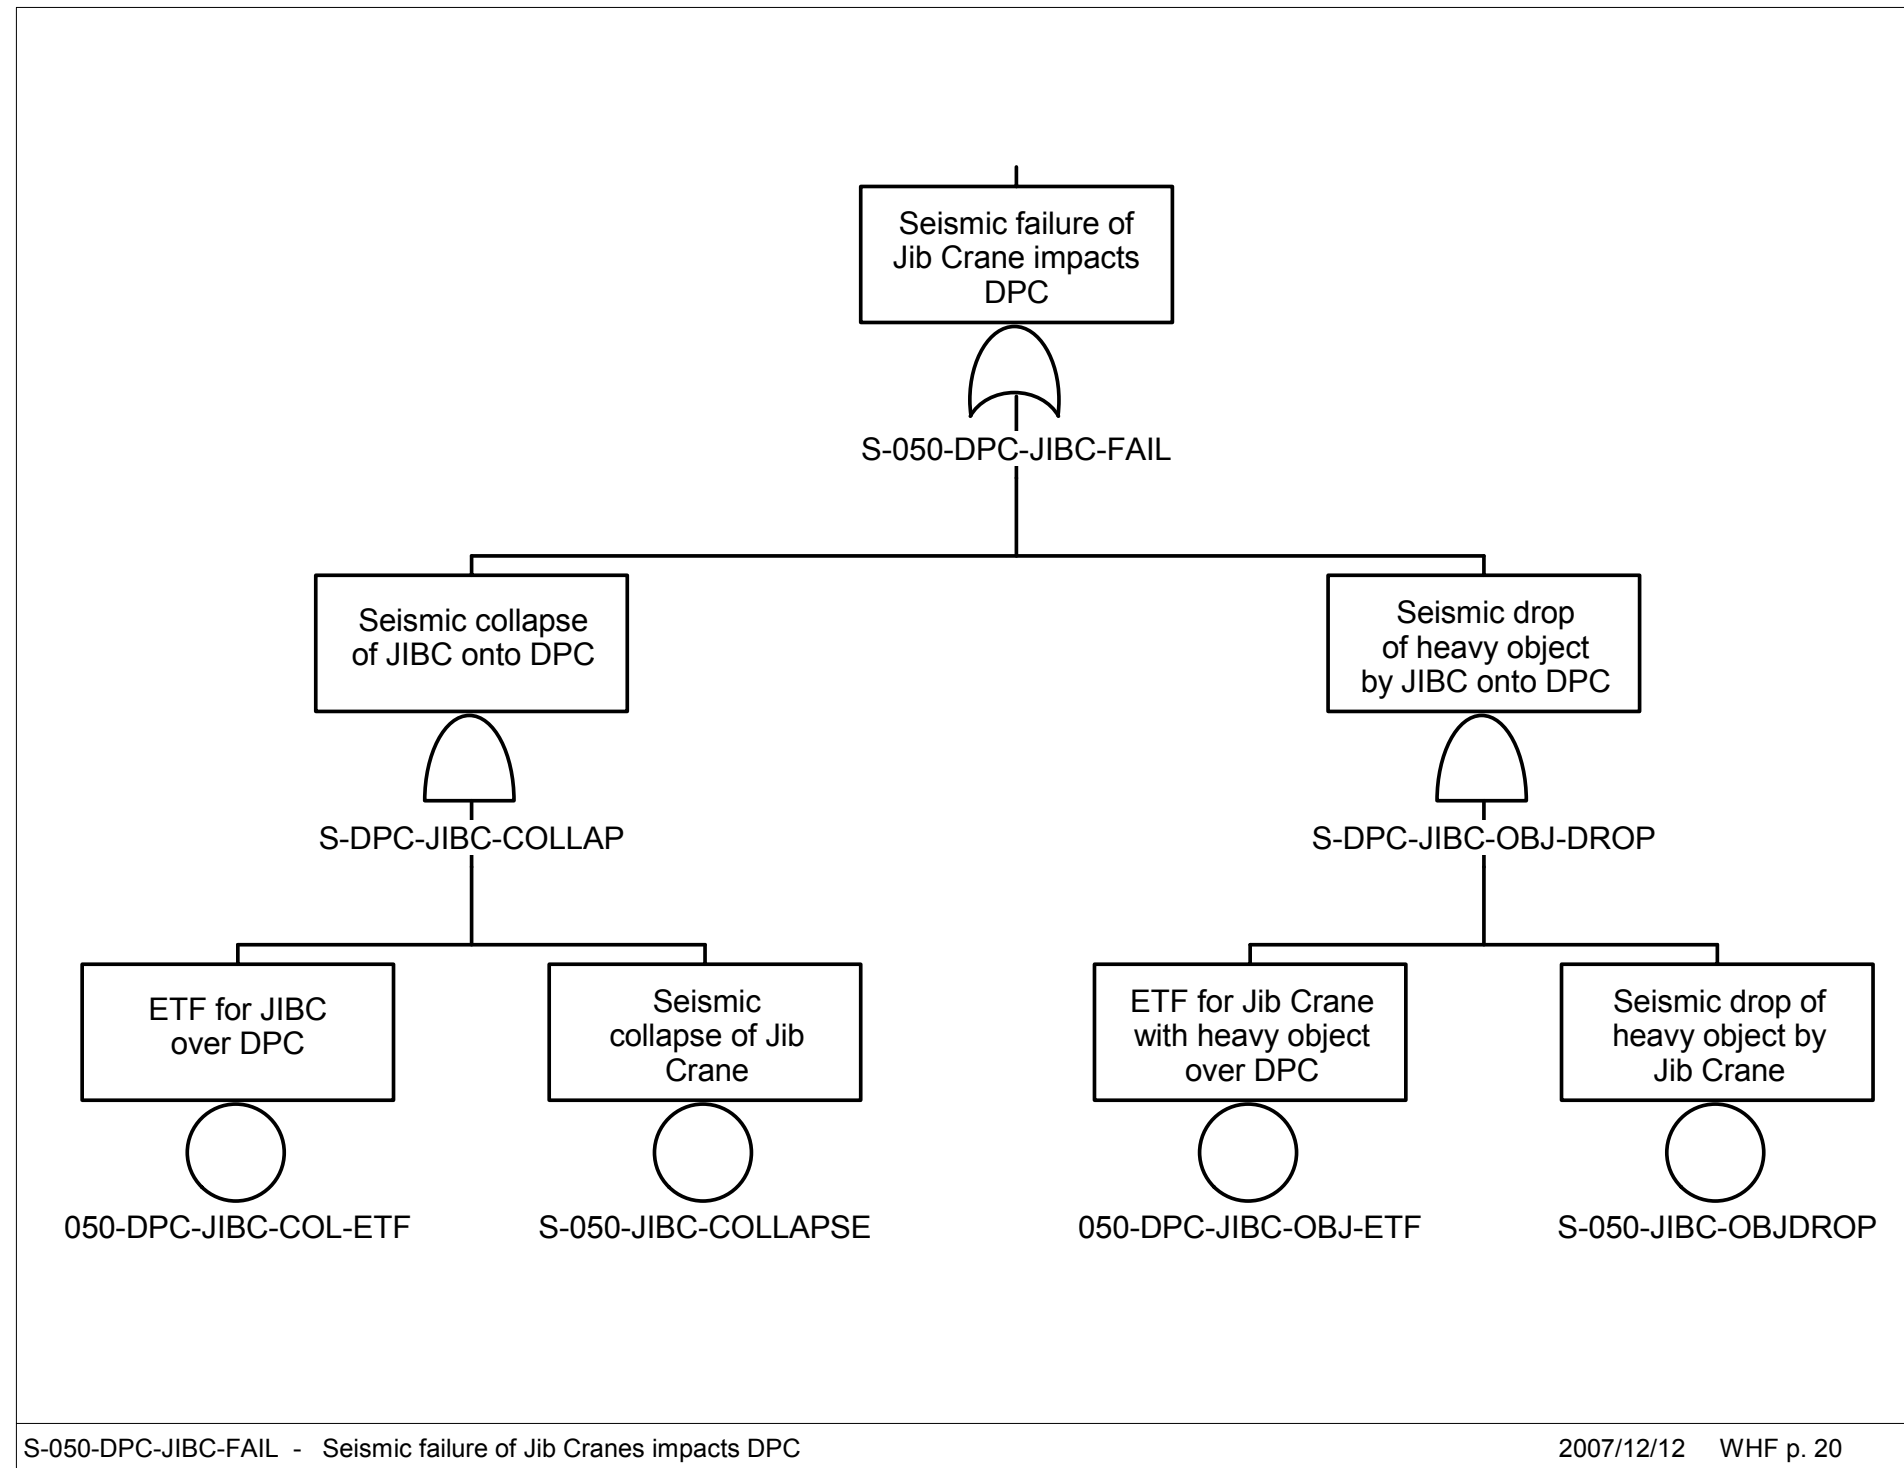 Seismic failure of
Jib Crane impacts
DPC
S-050-DPC-JIBC-FAIL
Seismic collapse
of JIBC onto DPC
S-DPC-JIBC-COLLAP
Seismic drop
of heavy object
by JIBC onto DPC
S-DPC-JIBC-OBJ-DROP
ETF for JIBC
over DPC
050-DPC-JIBC-COL-ETF
Seismic
collapse of Jib
Crane
S-050-JIBC-COLLAPSE
ETF for Jib Crane
with heavy object
over DPC
050-DPC-JIBC-OBJ-ETF
Seismic drop of
heavy object by
Jib Crane
S-050-JIBC-OBJDROP
S-050-DPC-JIBC-FAIL - Seismic failure of Jib Cranes impacts DPC 2007/12/12 WHF p. 20